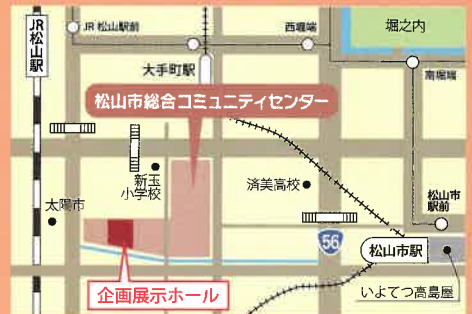 JR松山駅
JR松山駅前
西堀端
堀之内
大手町駅
南堀端
松山市総合コミュニティセンター
新玉
小学校
済美高校
太陽市
松山市
駅前
56
松山市駅
企画展示ホール
いよてつ高島屋